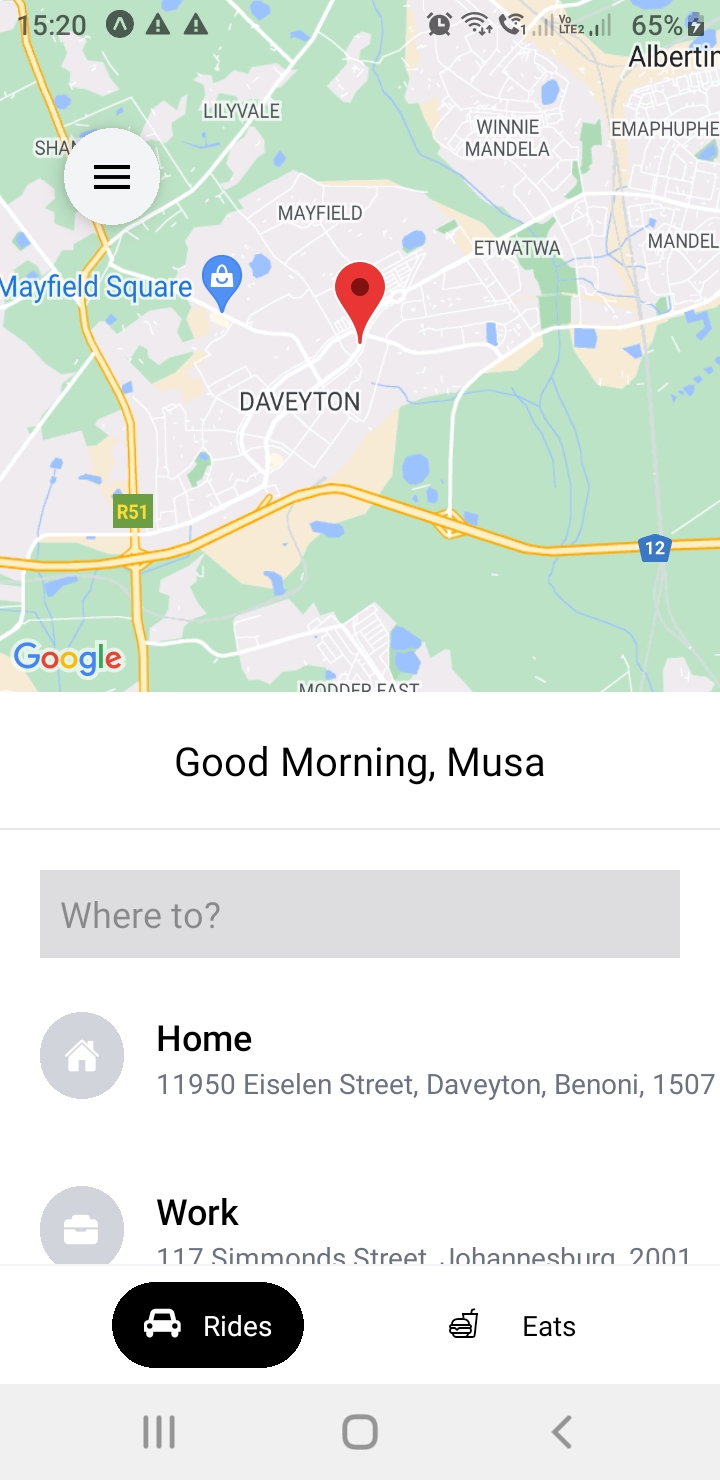 15:20 Vo LTE2 65%
Albertin
LILYVALE
WINNIE MANDELA
EMAPHUPHE
SHA
MAYFIELD
ETWATWA
MANDEL
Mayfield Square
DAVEYTON
R51
12
Google
MODDER EAST
Good Morning, Musa
Where to?
Home
11950 Eiselen Street, Daveyton, Benoni, 1507
Work
117 Simmonds Street, Johannesburg, 2001
Rides Eats